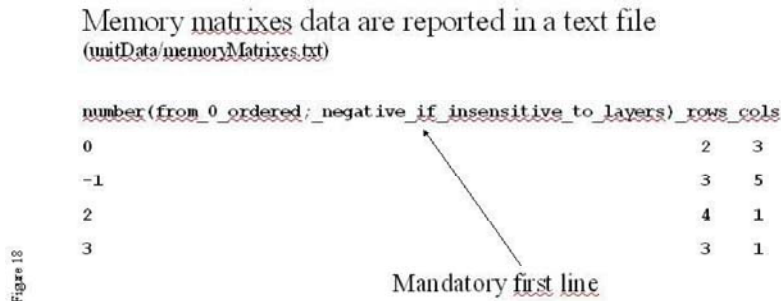 Memory matrixes data are reported in a text file
(unitData/memoryMatrixes.txt)
number(from_0_ordered;_negative_if_insensitive_to_layers)_rows_cols
0 2 3
-1 3 5
2 4 1
3 3 1
Mandatory first line
Figure 18